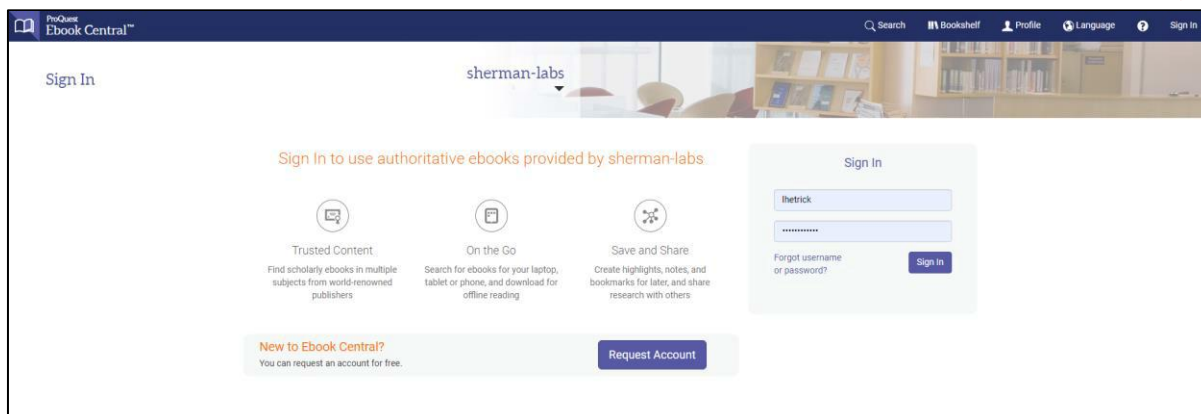 ProQuest
Ebook Central™
Search
Bookshelf
Profile
Language
?
Sign In
Sign In
sherman-labs
Sign In to use authoritative ebooks provided by sherman-labs
Trusted Content
Find scholarly ebooks in multiple
subjects from world-renowned
publishers
On the Go
Search for ebooks for your laptop,
tablet or phone, and download for
offline reading
Save and Share
Create highlights, notes, and
bookmarks for later, and share
research with others
Sign In
lhetrick
••••••••••••
Forgot username
or password?
Sign In
New to Ebook Central?
You can request an account for free.
Request Account